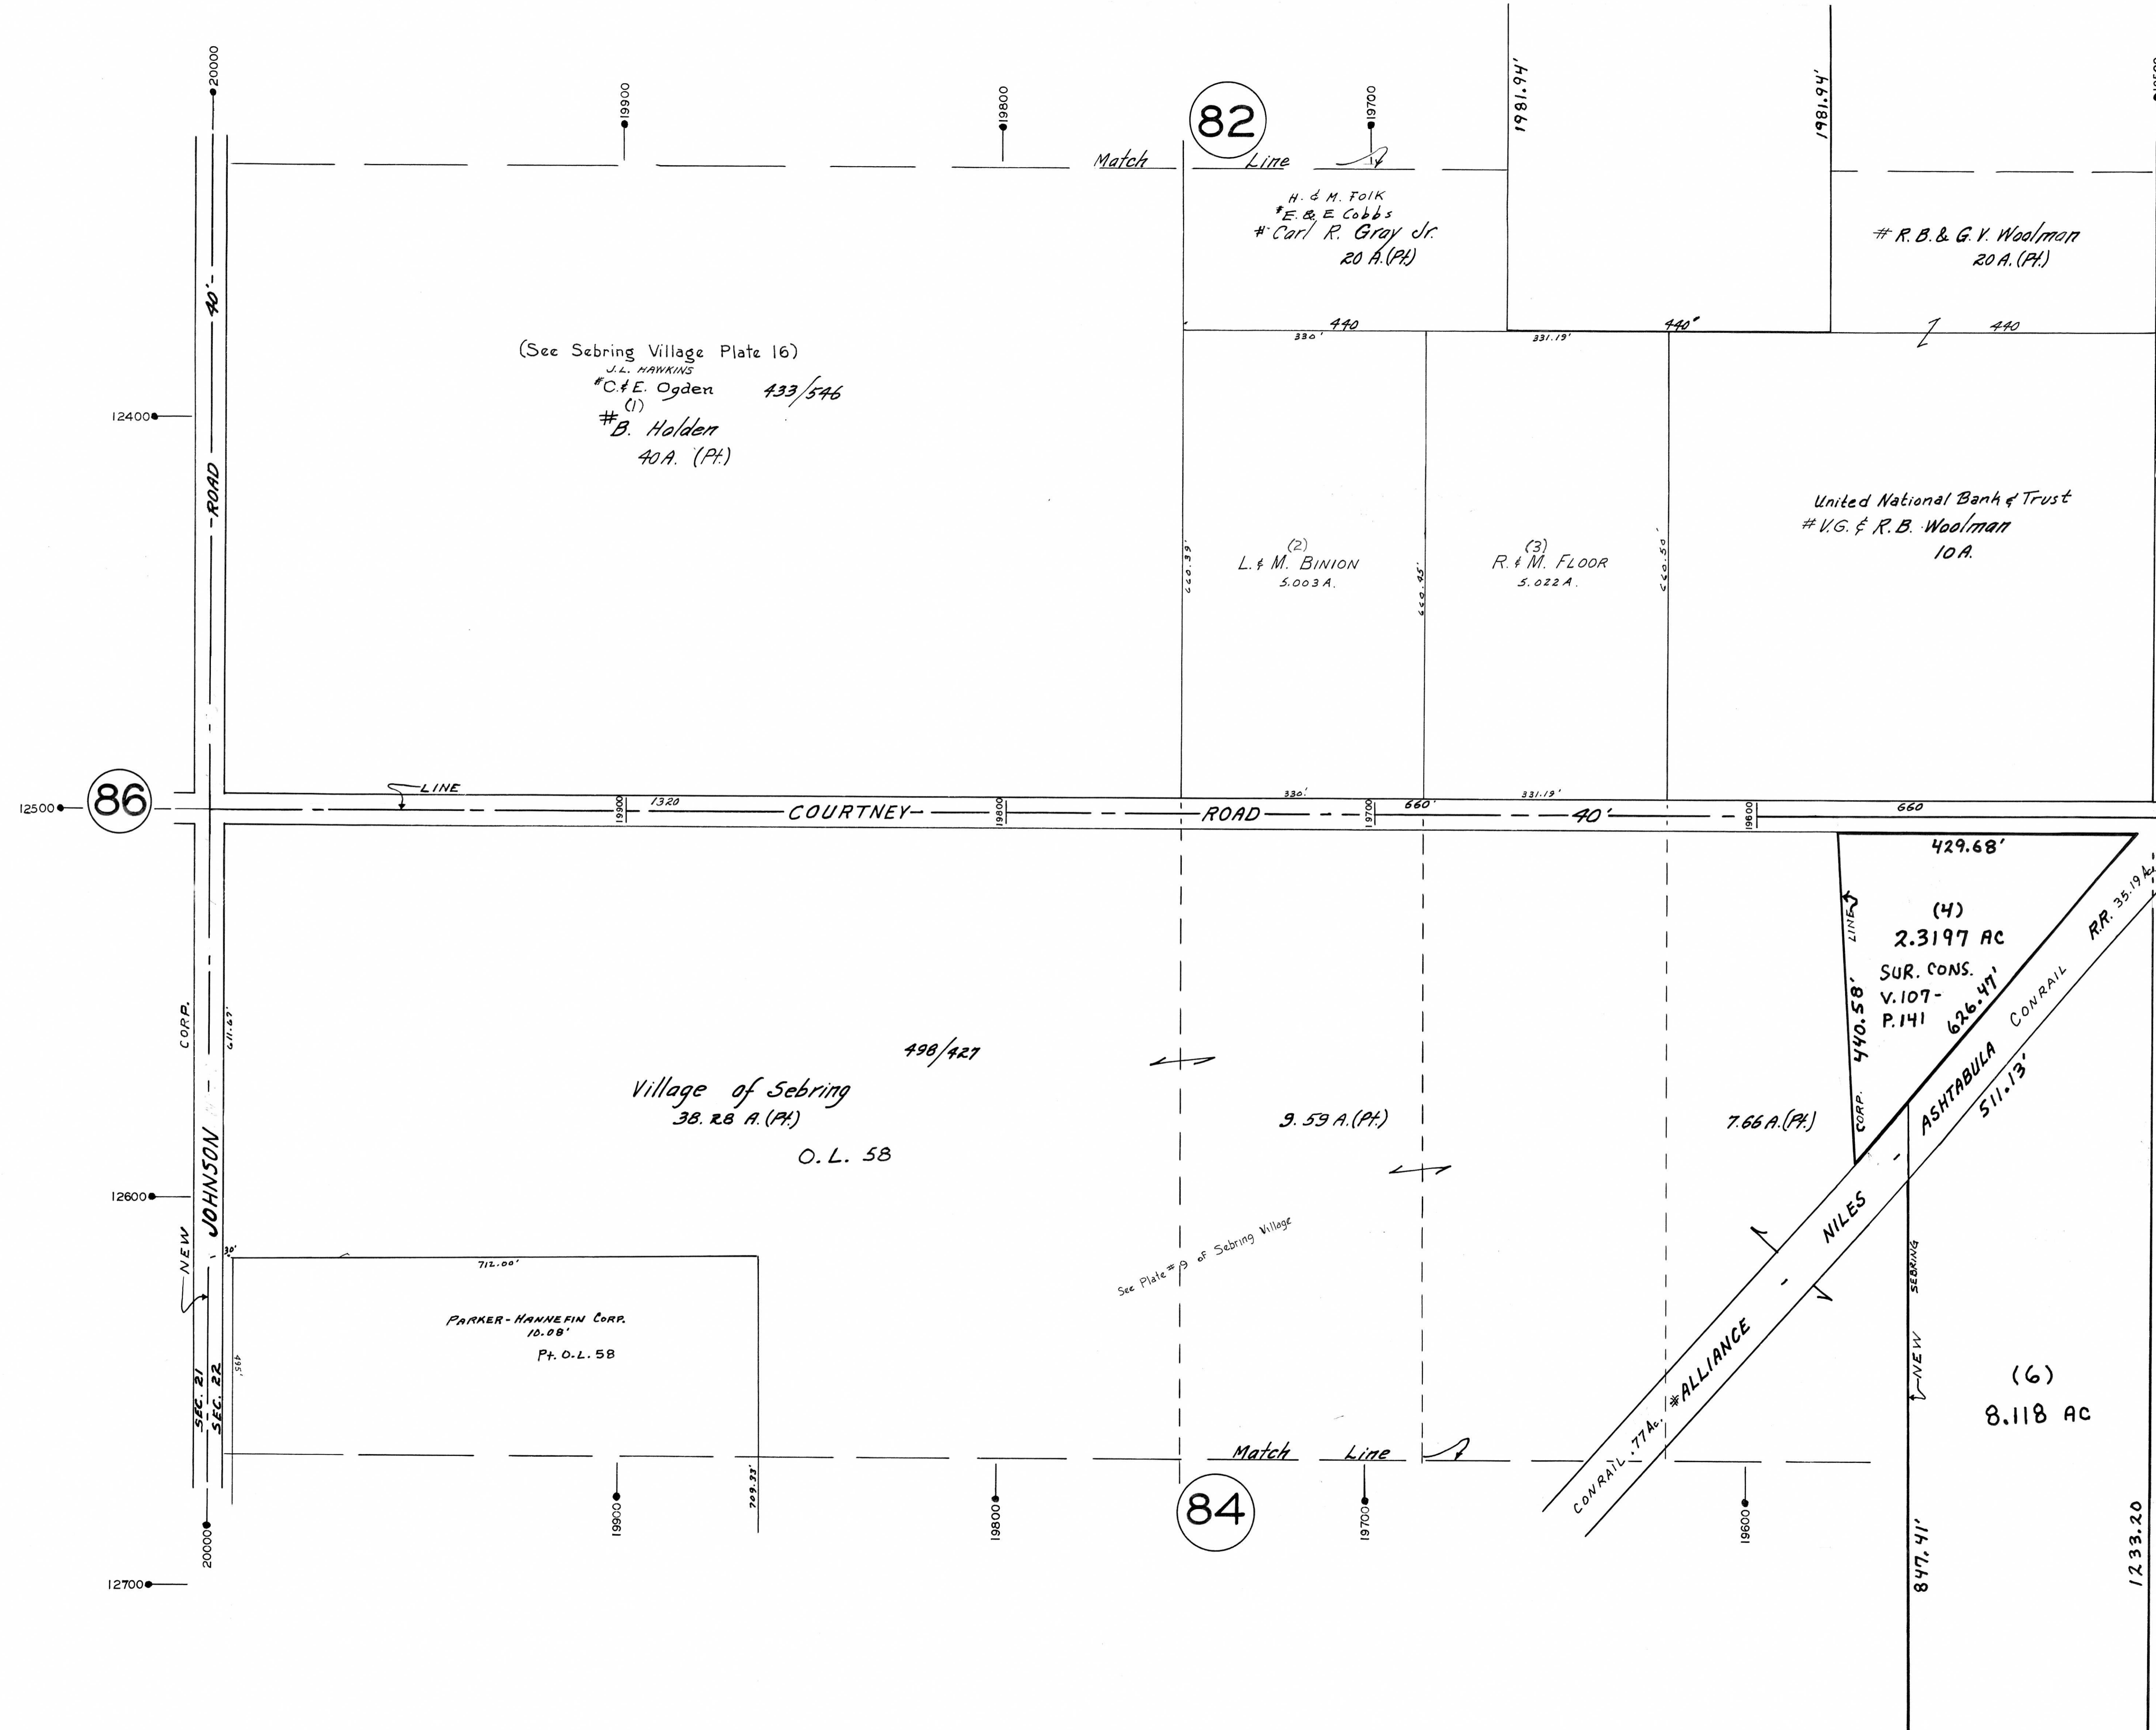 20000
19900
19800
82
19700
1981.94'
1981.94'
Match Line
H. & M. Folk
#E. & E Cobbs
# Carl R. Gray Jr.
20 A. (Pt.)
# R.B. & G.V. Woolman
20 A. (Pt.)
ROAD 40'
440
330'
440'
331.19'
440
(See Sebring Village Plate 16)
J.L. HAWKINS
#C. & E. Ogden 433/546
(1)
#B. Holden
40 A. (Pt.)
12400
United National Bank & Trust
# V.G. & R.B. Woolman
10 A.
660.39'
(2)
L. & M. BINION
5.003 A.
660.45'
(3)
R. & M. FLOOR
5.022 A.
660.50'
12500
86
LINE
1320
330'
660'
331.19'
660
19900
COURTNEY
19800
ROAD
19700
40'
19600
429.68'
LINE
(4)
2.3197 AC
SUR. CONS.
V. 107-
P. 141
440.58'
CORP.
626.47'
R.R. 35.19 Ac.
CONRAIL
ASHTABULA
511.13'
CORP.
611.67'
498/427
Village of Sebring
38.28 A. (Pt.)
O.L. 58
9.59 A. (Pt.)
7.66 A. (Pt.)
12600
NEW
JOHNSON
30'
712.00'
See Plate # 9 of Sebring Village
NILES
SEBRING
NEW
PARKER-HANNEFIN CORP.
10.08'
Pt. O.L. 58
495'
SEC. 21
SEC. 22
#ALLIANCE
CONRAIL .77 Ac.
(6)
8.118 AC
Match Line
709.33'
20000
19900
19800
84
19700
19600
847.41'
1233.20
12700